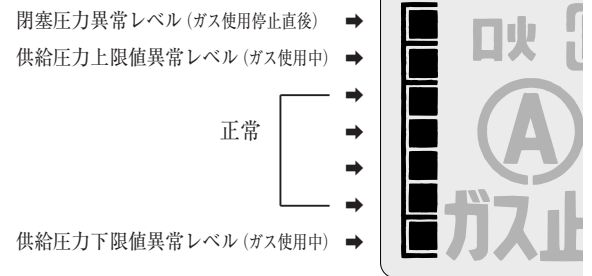 閉塞圧力異常レベル(ガス使用停止直後) ➡
供給圧力上限値異常レベル(ガス使用中) ➡
➡
正常 ➡
➡
➡
供給圧力下限値異常レベル(ガス使用中) ➡
口火
A
ガス止